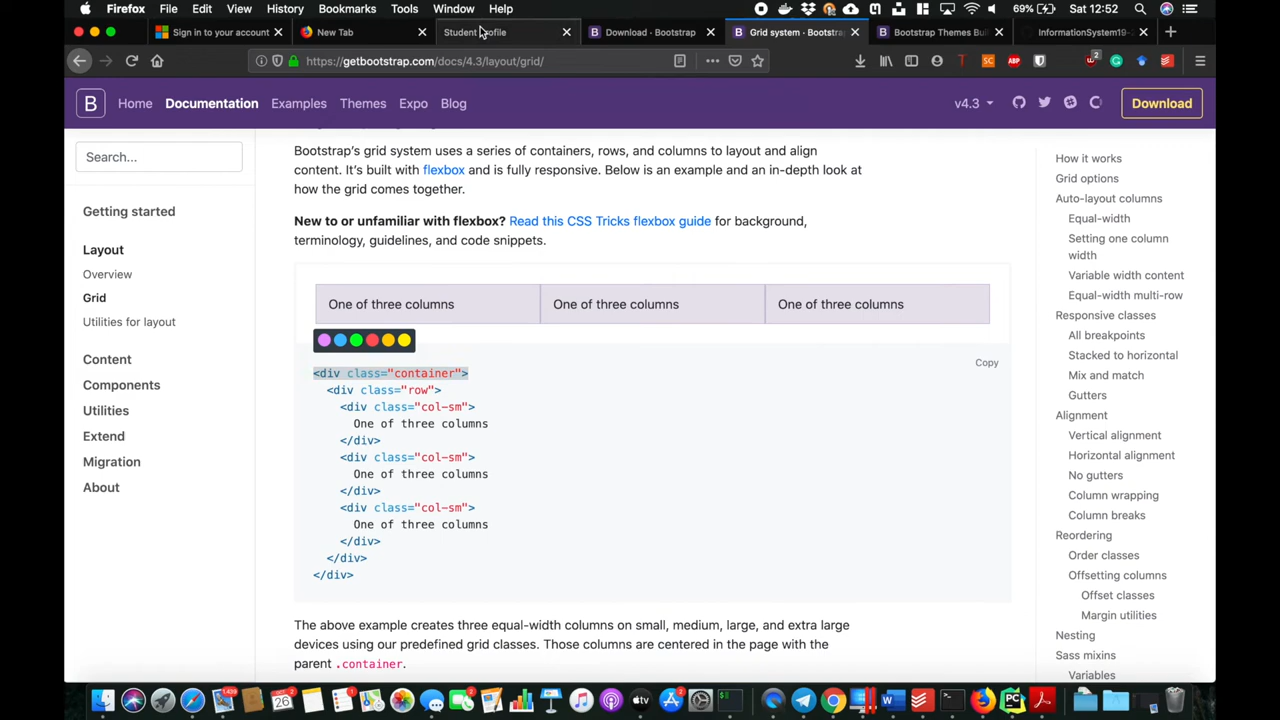 Firefox File Edit View History Bookmarks Tools Window Help 69% Sat 12:52
Sign in to your account New Tab Student Profile Download · Bootstrap Grid system · Bootstrap Bootstrap Themes Bui InformationSystem19-
https://getbootstrap.com/docs/4.3/layout/grid/
B Home Documentation Examples Themes Expo Blog v4.3 Download
Search...
Getting started
Layout
Overview
Grid
Utilities for layout
Content
Components
Utilities
Extend
Migration
About
Bootstrap's grid system uses a series of containers, rows, and columns to layout and align
content. It's built with flexbox and is fully responsive. Below is an example and an in-depth look at
how the grid comes together.
New to or unfamiliar with flexbox? Read this CSS Tricks flexbox guide for background,
terminology, guidelines, and code snippets.
One of three columns One of three columns One of three columns
Copy
<div class="container">
<div class="row">
<div class="col-sm">
One of three columns
</div>
<div class="col-sm">
One of three columns
</div>
<div class="col-sm">
One of three columns
</div>
</div>
</div>
The above example creates three equal-width columns on small, medium, large, and extra large
devices using our predefined grid classes. Those columns are centered in the page with the
parent .container.
How it works
Grid options
Auto-layout columns
Equal-width
Setting one column
width
Variable width content
Equal-width multi-row
Responsive classes
All breakpoints
Stacked to horizontal
Mix and match
Gutters
Alignment
Vertical alignment
Horizontal alignment
No gutters
Column wrapping
Column breaks
Reordering
Order classes
Offsetting columns
Offset classes
Margin utilities
Nesting
Sass mixins
Variables